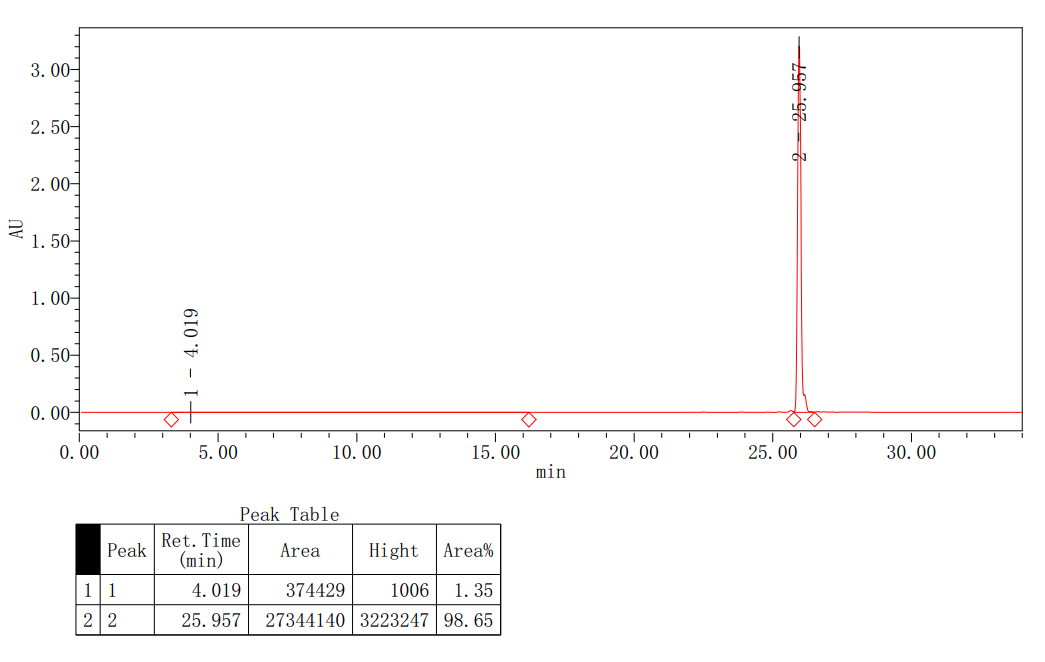 3.00
2.50
2.00
1.50
1.00
0.50
0.00
AU
1 - 4.019
2 - 25.957
0.00 5.00 10.00 15.00 20.00 25.00 30.00
min
Peak Table
Peak Ret.Time (min) Area Hight Area%
1 1 4.019 374429 1006 1.35
2 2 25.957 27344140 3223247 98.65